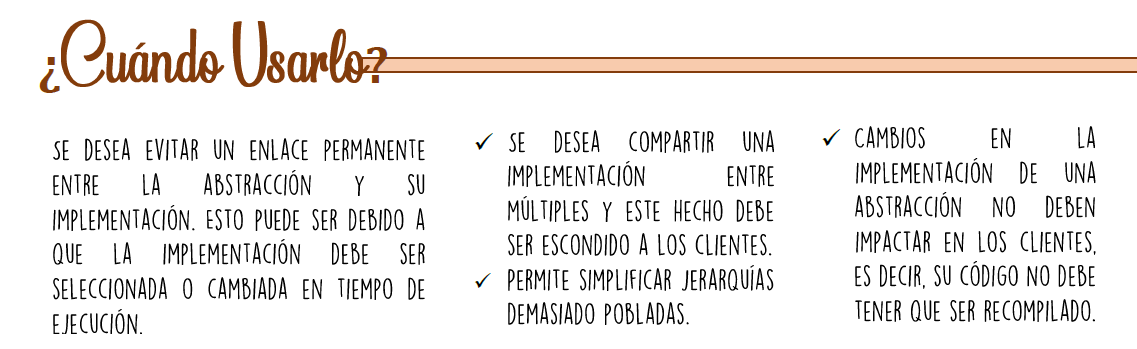 ¿Cuándo Usarlo?
SE DESEA EVITAR UN ENLACE PERMANENTE
ENTRE LA ABSTRACCIÓN Y SU
IMPLEMENTACIÓN. ESTO PUEDE SER DEBIDO A
QUE LA IMPLEMENTACIÓN DEBE SER
SELECCIONADA O CAMBIADA EN TIEMPO DE
EJECUCIÓN.
✓ SE DESEA COMPARTIR UNA
IMPLEMENTACIÓN ENTRE
MÚLTIPLES Y ESTE HECHO DEBE
SER ESCONDIDO A LOS CLIENTES.
✓ PERMITE SIMPLIFICAR JERARQUÍAS
DEMASIADO POBLADAS.
✓ CAMBIOS EN LA
IMPLEMENTACIÓN DE UNA
ABSTRACCIÓN NO DEBEN
IMPACTAR EN LOS CLIENTES,
ES DECIR, SU CÓDIGO NO DEBE
TENER QUE SER RECOMPILADO.